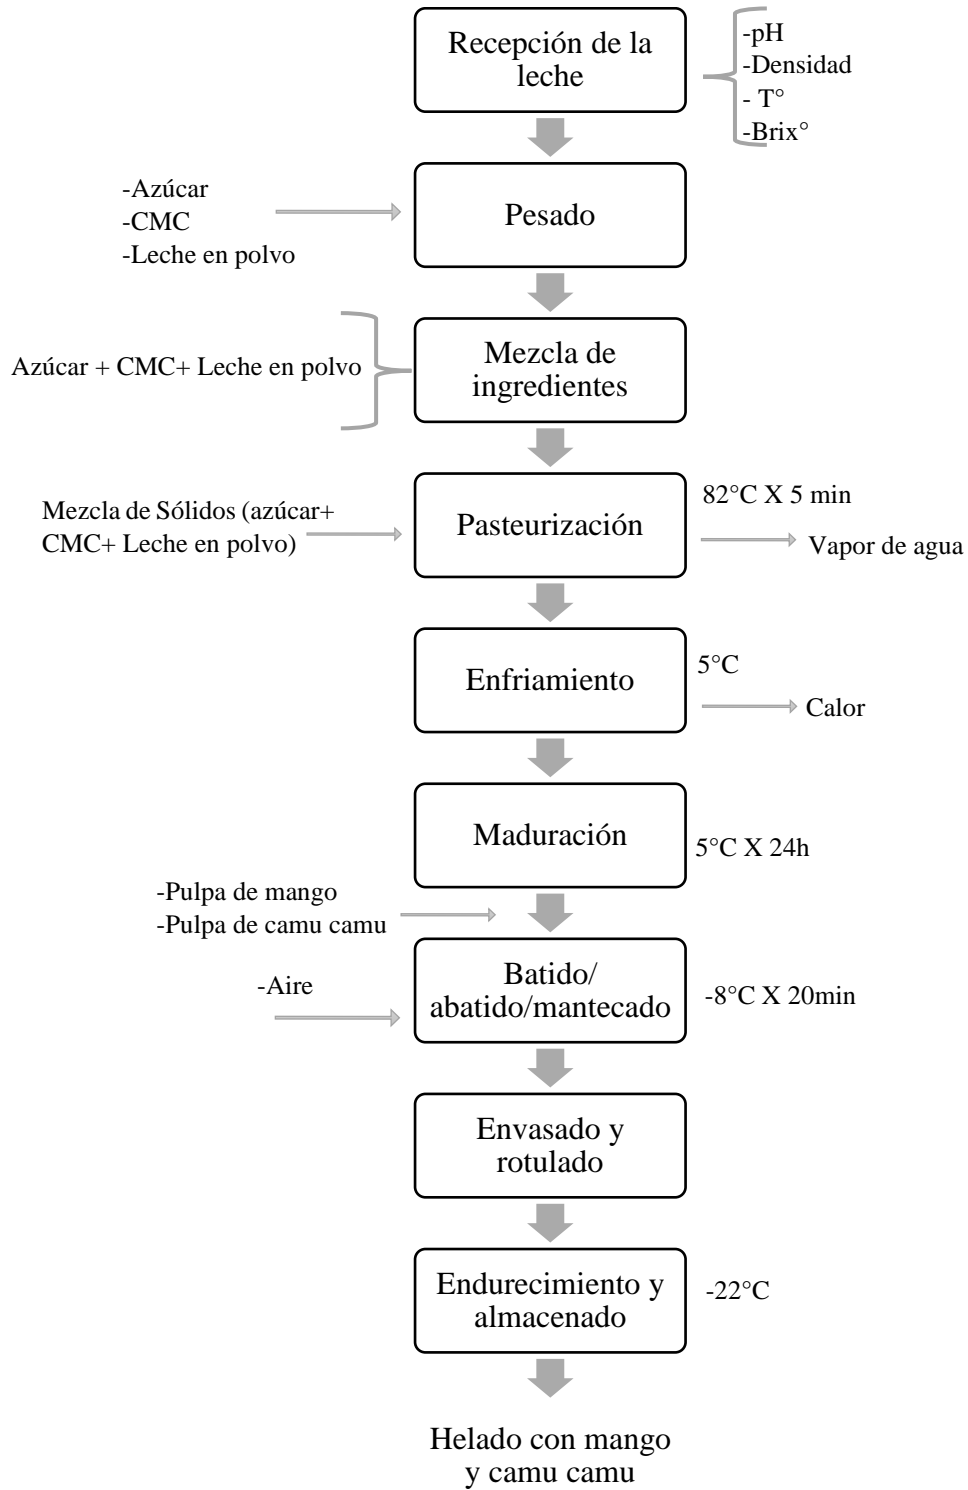 Recepción de la
leche
-pH
-Densidad
- T°
-Brix°
-Azúcar
-CMC
-Leche en polvo
Pesado
Azúcar + CMC+ Leche en polvo
Mezcla de
ingredientes
Mezcla de Sólidos (azúcar+
CMC+ Leche en polvo)
Pasteurización
82°C X 5 min
Vapor de agua
Enfriamiento
5°C
Calor
Maduración
5°C X 24h
-Pulpa de mango
-Pulpa de camu camu
-Aire
Batido/
abatido/mantecado
-8°C X 20min
Envasado y
rotulado
Endurecimiento y
almacenado
-22°C
Helado con mango
y camu camu